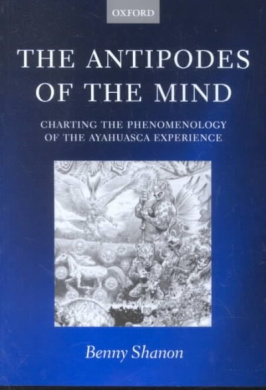 OXFORD
THE ANTIPODES
OF THE MIND
CHARTING THE PHENOMENOLOGY
OF THE AYAHUASCA EXPERIENCE
Benny Shanon